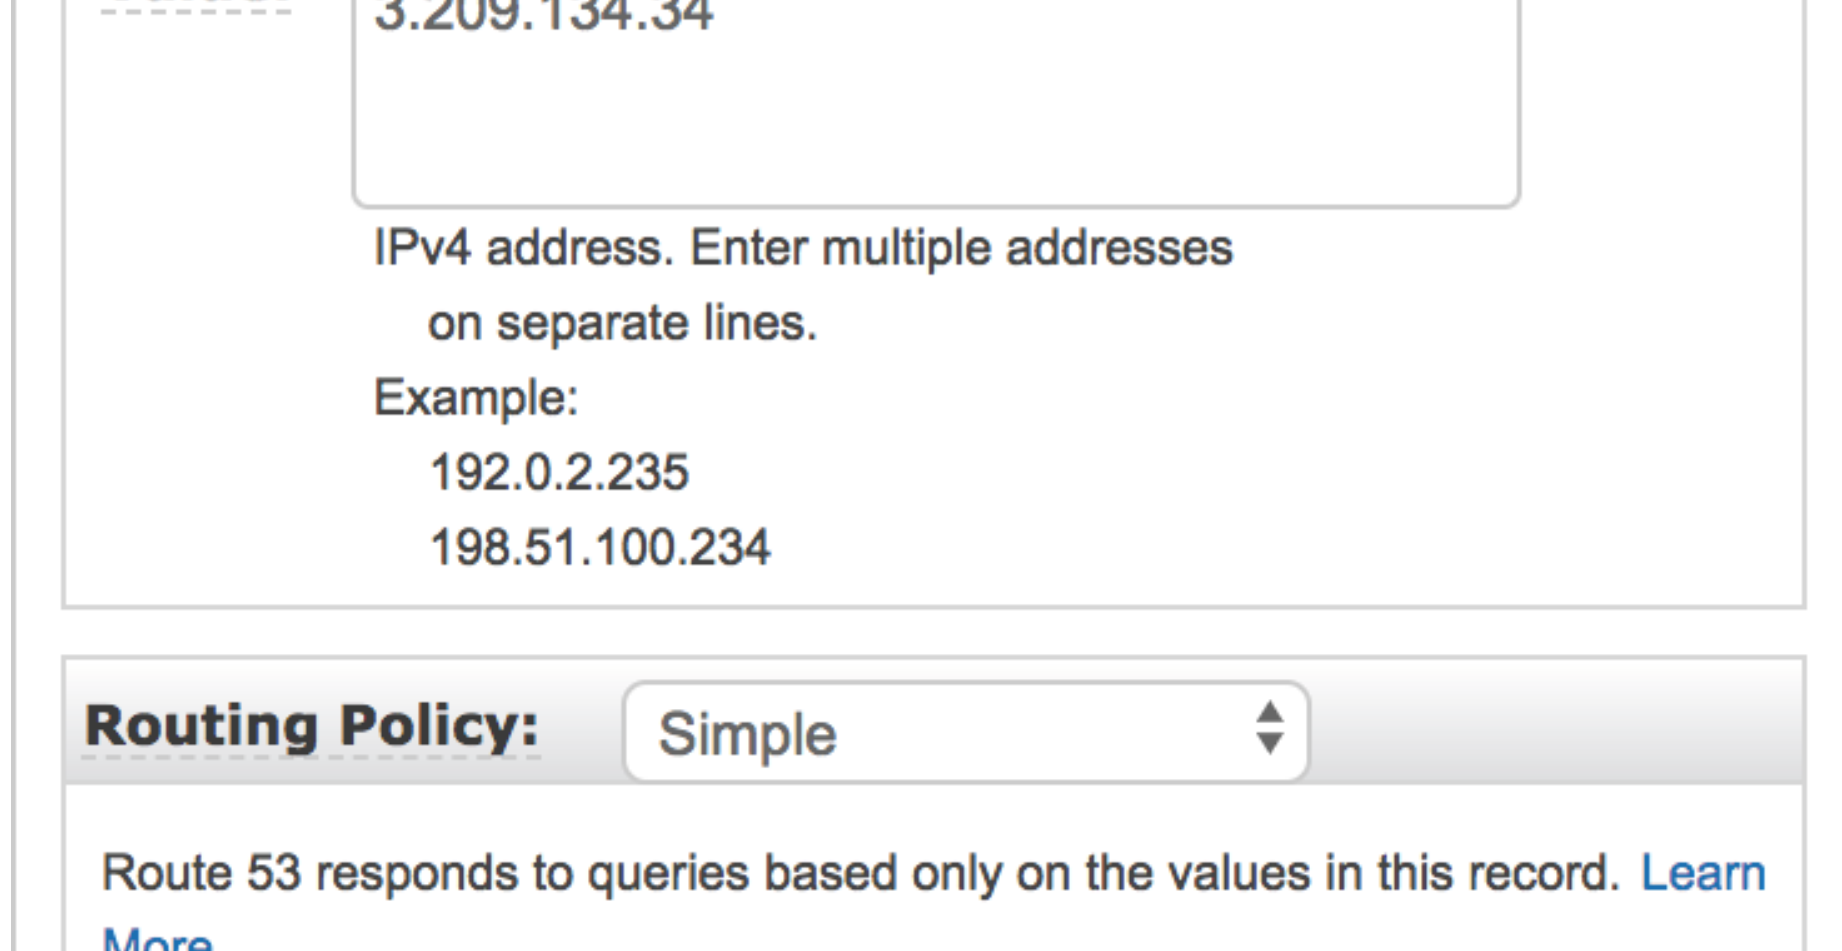 3.209.134.34
IPv4 address. Enter multiple addresses
on separate lines.
Example:
192.0.2.235
198.51.100.234
Routing Policy: Simple
Route 53 responds to queries based only on the values in this record. Learn
More